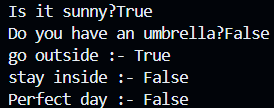 Is it sunny?True
Do you have an umbrella?False
go outside :- True
stay inside :- False
Perfect day :- False